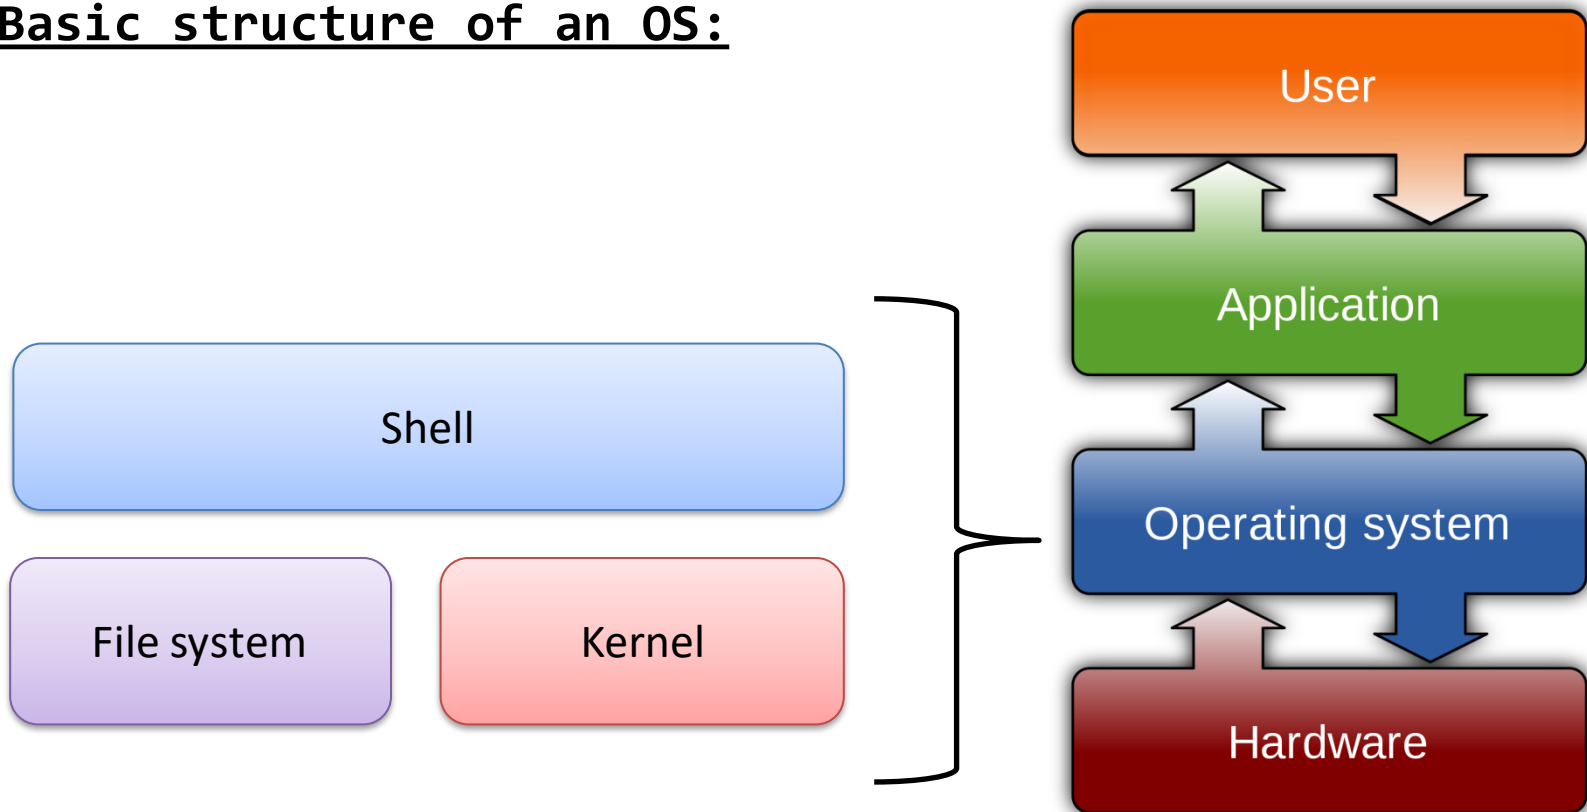 Basic structure of an OS:
User
Application
Shell
Operating system
File system
Kernel
Hardware